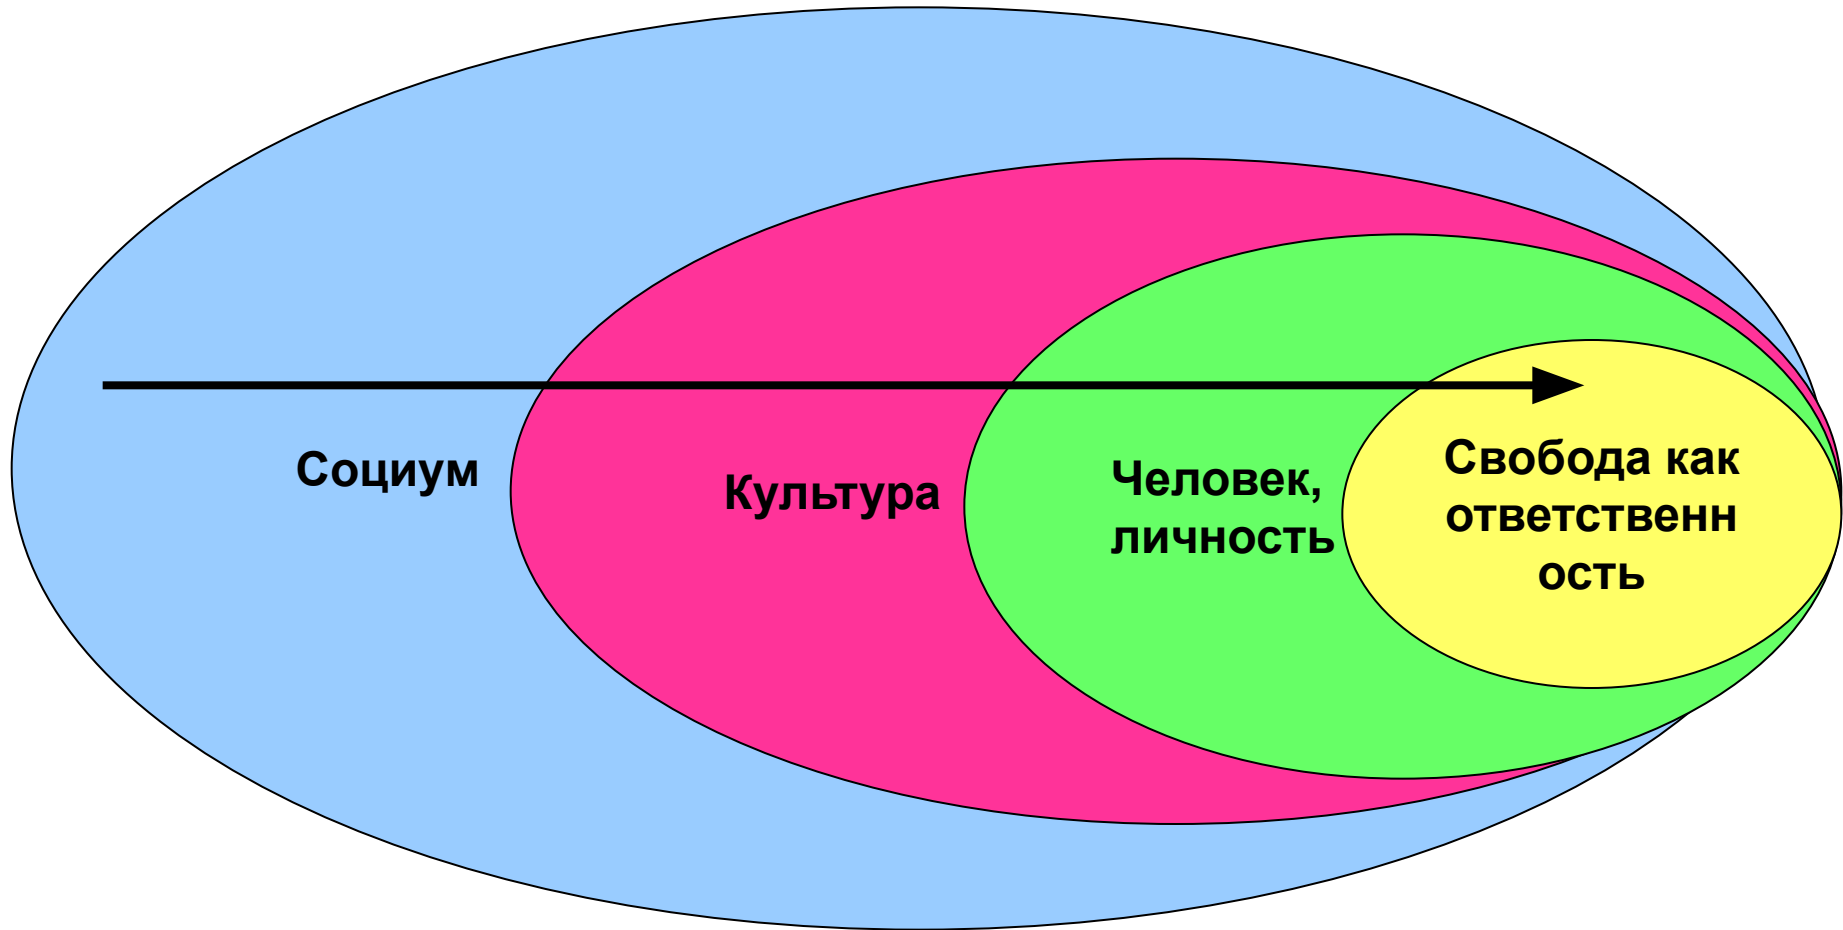 Социум
Культура
Человек,
личность
Свобода как
ответственн
ость